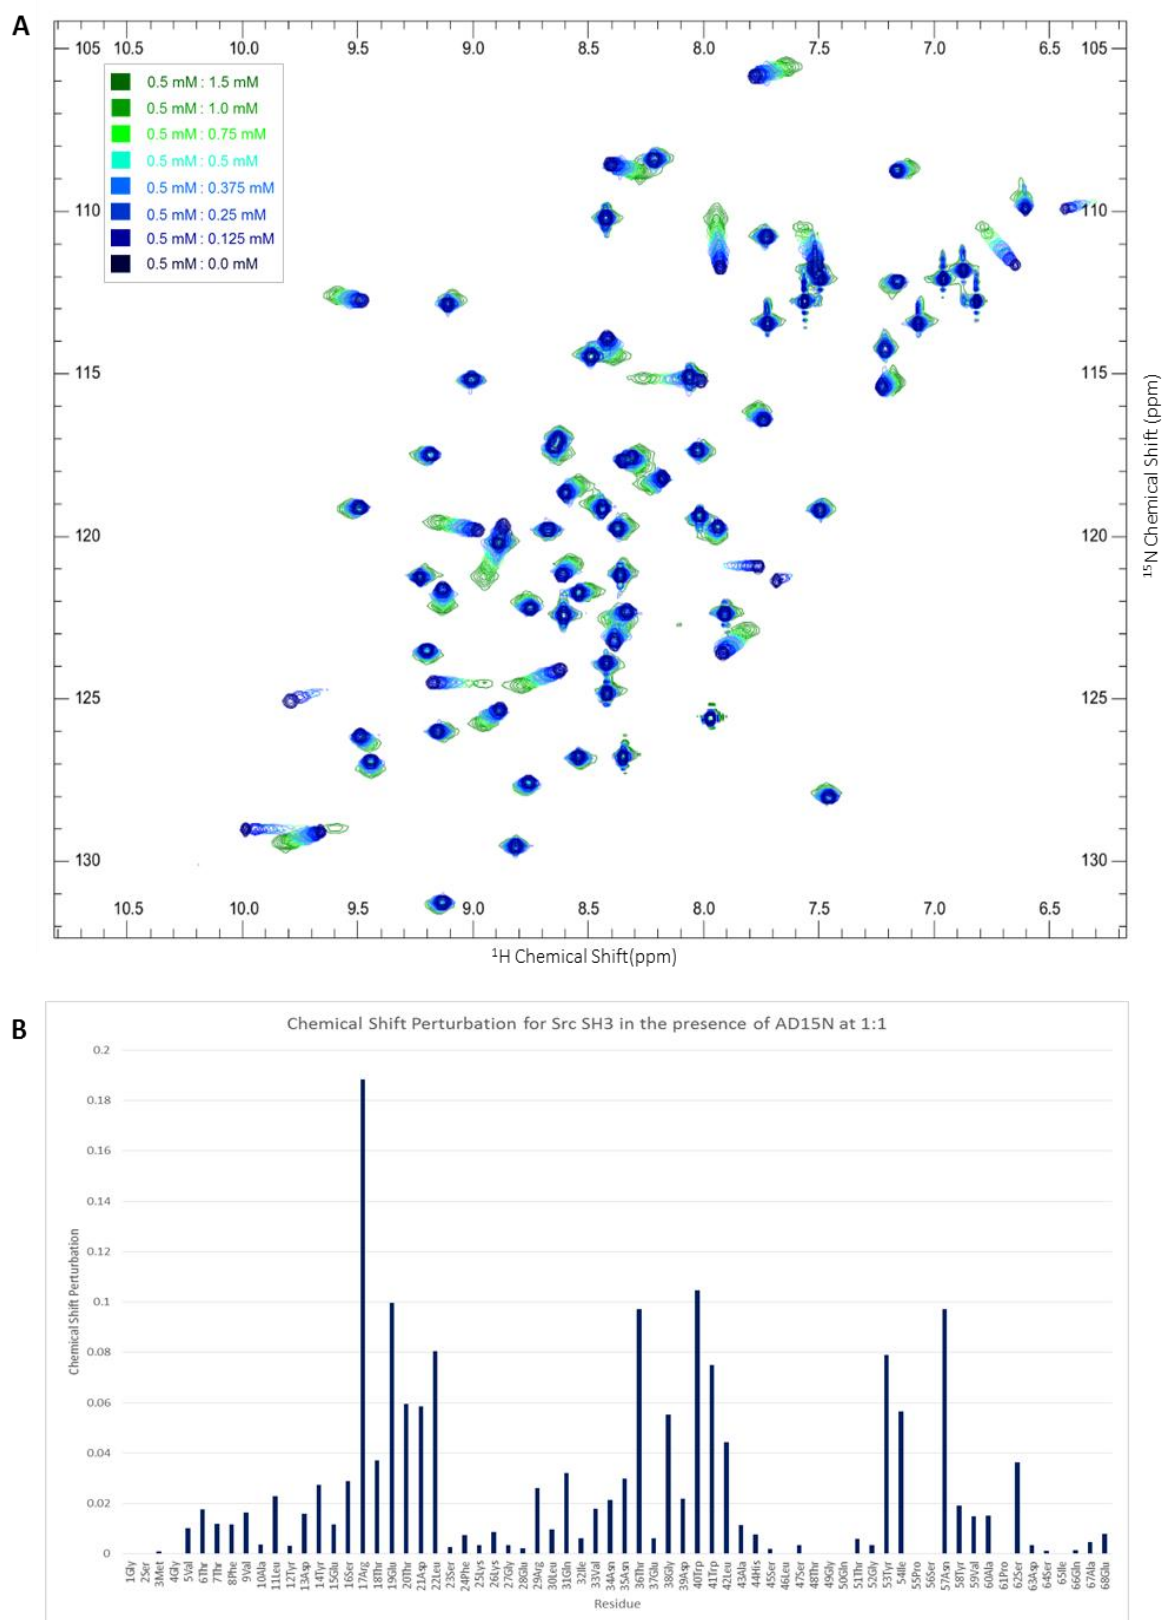 A
10.5 10.0 9.5 9.0 8.5 8.0 7.5 7.0 6.5
105 105
0.5 mM : 1.5 mM
0.5 mM : 1.0 mM
0.5 mM : 0.75 mM
0.5 mM : 0.5 mM
0.5 mM : 0.375 mM
0.5 mM : 0.25 mM
0.5 mM : 0.125 mM
0.5 mM : 0.0 mM
110 110
115 115
120 120
125 125
130 130
10.5 10.0 9.5 9.0 8.5 8.0 7.5 7.0 6.5
¹H Chemical Shift(ppm)
¹⁵N Chemical Shift (ppm)
B
Chemical Shift Perturbation for Src SH3 in the presence of AD15N at 1:1
Chemical Shift Perturbation
0.2
0.18
0.16
0.14
0.12
0.1
0.08
0.06
0.04
0.02
0
1Gly 2Ser 3Met 4Gly 5Val 6Thr 7Thr 8Phe 9Val 10Ala 11Leu 12Tyr 13Asp 14Tyr 15Glu 16Ser 17Arg 18Thr 19Glu 20Thr 21Asp 22Leu 23Ser 24Phe 25Lys 26Lys 27Gly 28Glu 29Arg 30Leu 31Gln 32Ile 33Val 34Asn 35Asn 36Thr 37Glu 38Gly 39Asp 40Trp 41Trp 42Leu 43Ala 44His 45Ser 46Leu 47Ser 48Thr 49Gly 50Gln 51Thr 52Gly 53Tyr 54Ile 55Pro 56Ser 57Asn 58Tyr 59Val 60Ala 61Pro 62Ser 63Asp 64Ser 65Ile 66Gln 67Ala 68Glu
Residue